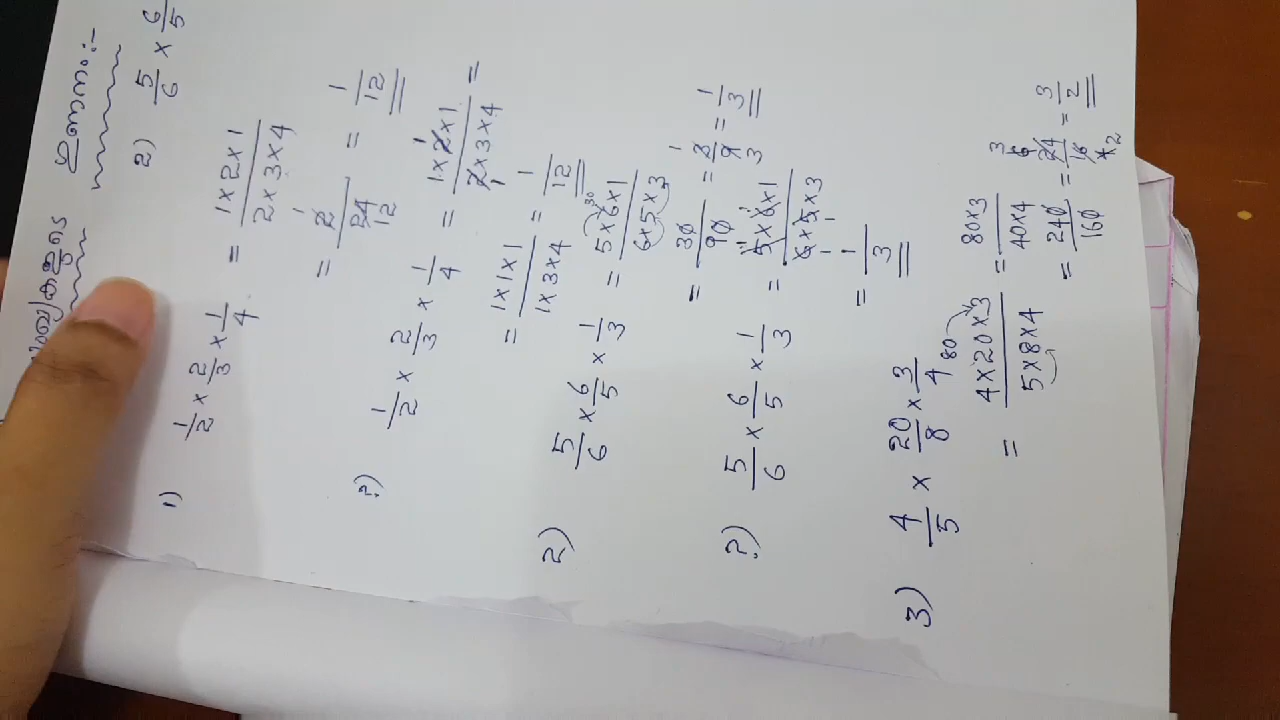 ഗുണനം :-
2) 5/6 × 6/5
1) 1/2 × 2/3 × 1/4 = (1 × 2 × 1)/(2 × 3 × 4)
= 2/24 = 1/12
?) 1/2 × 2/3 × 1/4 = (1 × 2 × 1)/(2 × 3 × 4) =
= (1 × 1 × 1)/(1 × 3 × 4) = 1/12
2) 5/6 × 6/5 × 1/3 = (5 × 6 × 1)/(6 × 5 × 3)
= 30/90 = 3/9 = 1/3
?) 5/6 × 6/5 × 1/3 = (5 × 6 × 1)/(6 × 5 × 3)
= 1/3
3) 4/5 × 20/8 × 3/4
= (4 × 20 × 3)/(5 × 8 × 4) = (80 × 3)/(40 × 4)
= 240/160 = 24/16 = 3/2